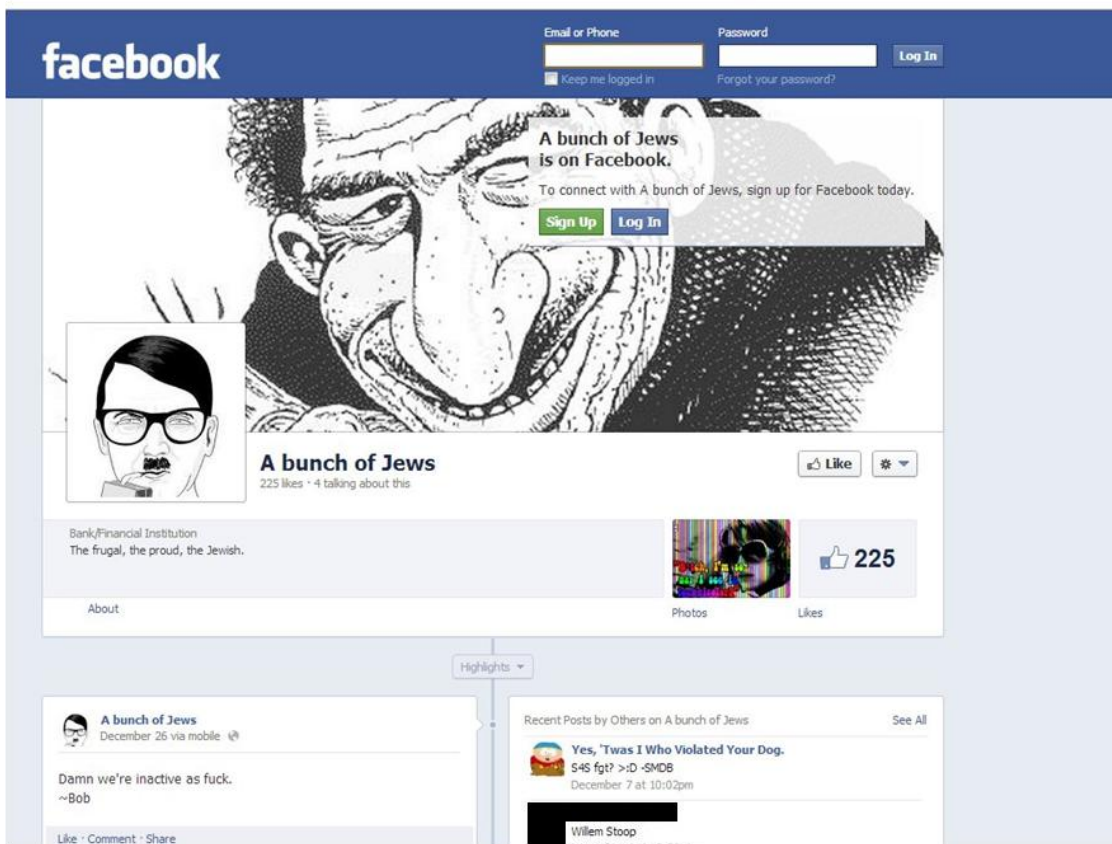 facebook
Email or Phone
Password
Log In
Keep me logged in
Forgot your password?
A bunch of Jews
is on Facebook.
To connect with A bunch of Jews, sign up for Facebook today.
Sign Up
Log In
A bunch of Jews
225 likes · 4 talking about this
Like
Bank/Financial Institution
The frugal, the proud, the Jewish.
225
About
Photos
Likes
Highlights
A bunch of Jews
December 26 via mobile
Damn we're inactive as fuck.
~Bob
Like · Comment · Share
Recent Posts by Others on A bunch of Jews
See All
Yes, 'Twas I Who Violated Your Dog.
S4S fgt? >:D -SMDB
December 7 at 10:02pm
Willem Stoop